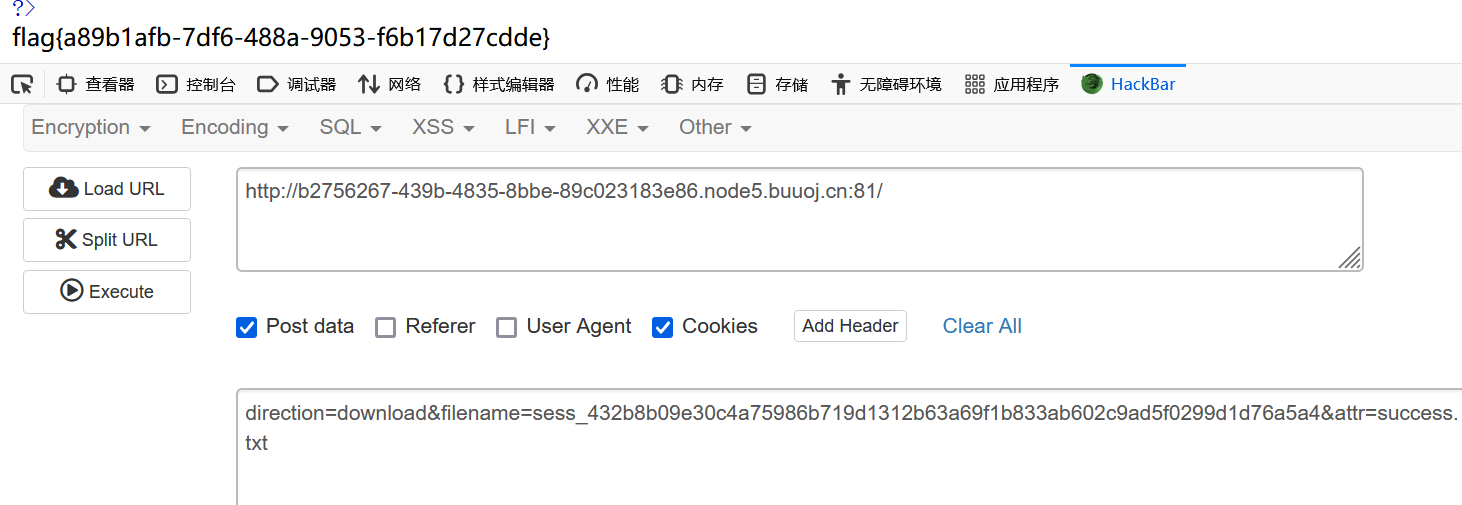 ?>
flag{a89b1afb-7df6-488a-9053-f6b17d27cdde}
查看器 控制台 调试器 网络 {} 样式编辑器 性能 内存 存储 无障碍环境 应用程序 HackBar
Encryption Encoding SQL XSS LFI XXE Other
Load URL
http://b2756267-439b-4835-8bbe-89c023183e86.node5.buuoj.cn:81/
Split URL
Execute
Post data Referer User Agent Cookies Add Header Clear All
direction=download&filename=sess_432b8b09e30c4a75986b719d1312b63a69f1b833ab602c9ad5f0299d1d76a5a4&attr=success.
txt